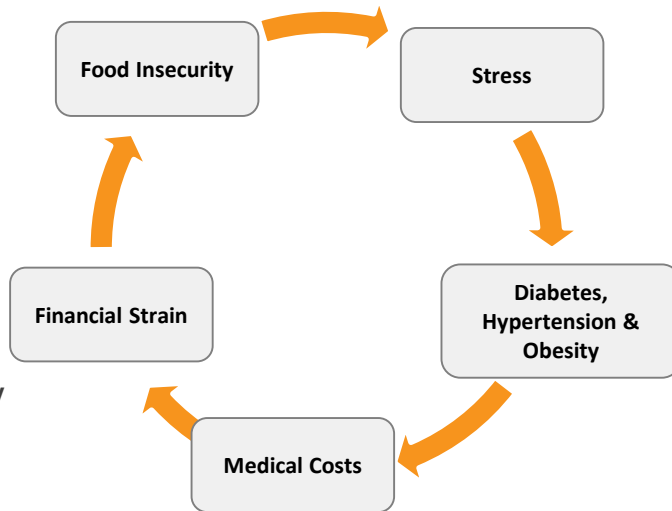 Food Insecurity
Stress
Diabetes,
Hypertension &
Obesity
Medical Costs
Financial Strain
y